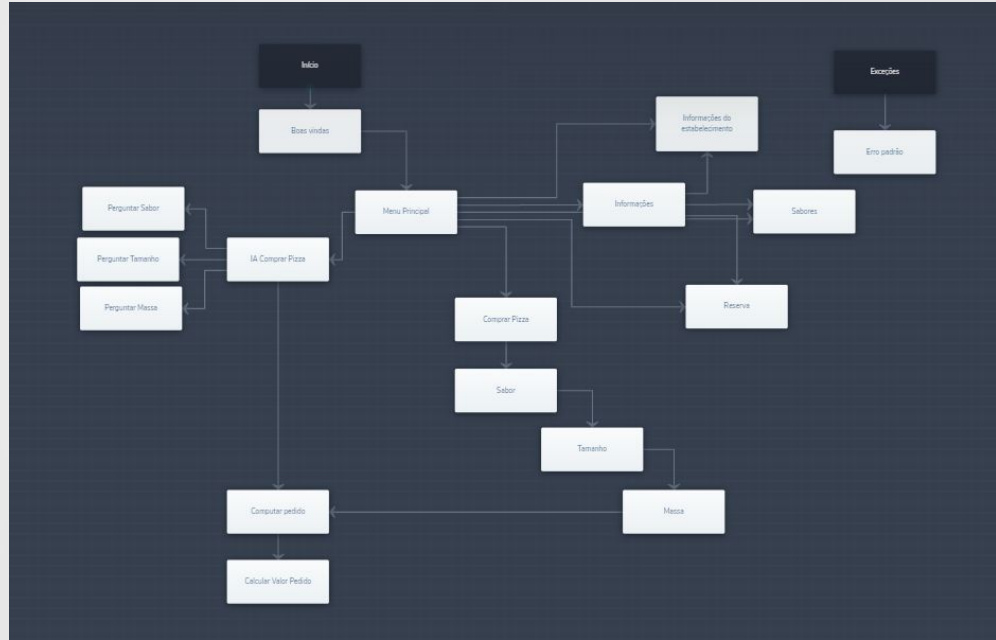 Início
Exceções
Boas vindas
Informações do
estabelecimento
Erro padrão
Perguntar Sabor
Menu Principal
Informações
Sabores
Perguntar Tamanho
IA Comprar Pizza
Perguntar Massa
Comprar Pizza
Reserva
Sabor
Tamanho
Computar pedido
Massa
Calcular Valor Pedido